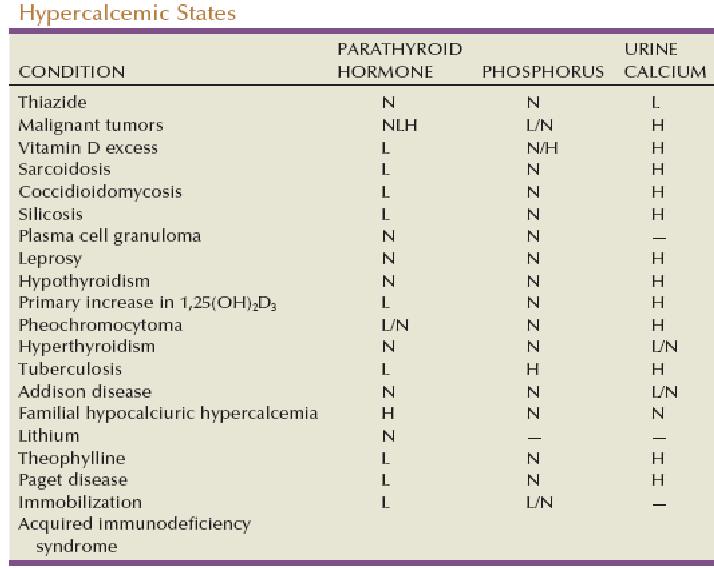 Hypercalcemic States
PARATHYROID URINE
CONDITION HORMONE PHOSPHORUS CALCIUM
Thiazide N N L
Malignant tumors NLH L/N H
Vitamin D excess L N/H H
Sarcoidosis L N H
Coccidioidomycosis L N H
Silicosis L N H
Plasma cell granuloma N N —
Leprosy N N H
Hypothyroidism N N H
Primary increase in 1,25(OH)₂D₃ L N H
Pheochromocytoma L/N N H
Hyperthyroidism N N L/N
Tuberculosis L H H
Addison disease N N L/N
Familial hypocalciuric hypercalcemia H N N
Lithium N — —
Theophylline L N H
Paget disease L N H
Immobilization L L/N —
Acquired immunodeficiency
syndrome